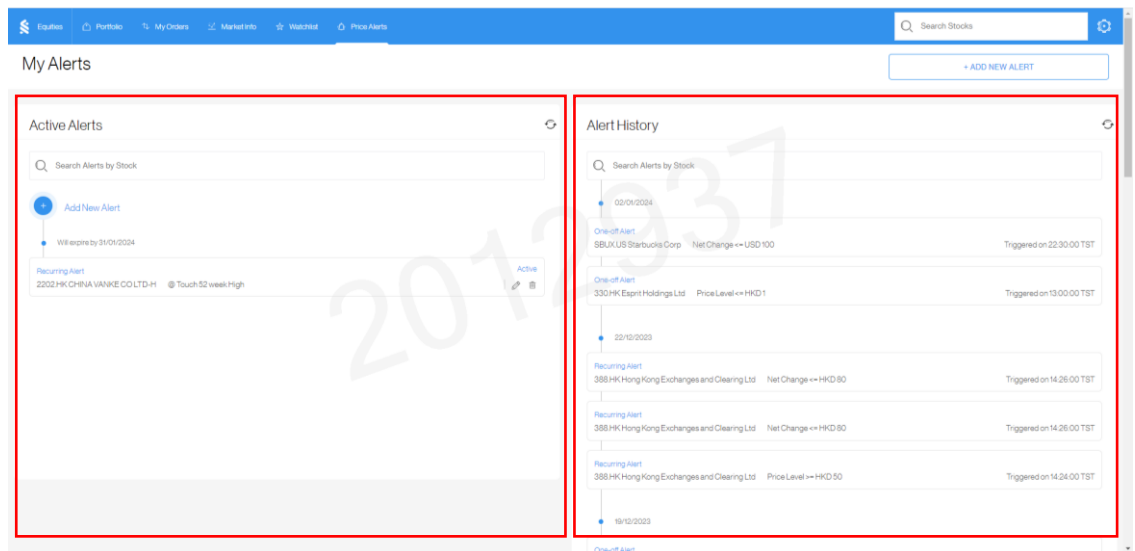 Equities Portfolio My Orders Market Info Watchlist Price Alerts Search Stocks
My Alerts
+ ADD NEW ALERT
Active Alerts
Search Alerts by Stock
+ Add New Alert
Will expire by 31/01/2024
Recurring Alert Active
2202.HK CHINA VANKE CO LTD-H @ Touch 52 week High
Alert History
Search Alerts by Stock
02/01/2024
One-off Alert
SBUX.US Starbucks Corp Net Change <= USD 100 Triggered on 22:30:00 TST
One-off Alert
330.HK Esprit Holdings Ltd Price Level <= HKD 1 Triggered on 13:00:00 TST
22/12/2023
Recurring Alert
388.HK Hong Kong Exchanges and Clearing Ltd Net Change <= HKD 80 Triggered on 14:26:00 TST
Recurring Alert
388.HK Hong Kong Exchanges and Clearing Ltd Net Change <= HKD 80 Triggered on 14:26:00 TST
Recurring Alert
388.HK Hong Kong Exchanges and Clearing Ltd Price Level >= HKD 50 Triggered on 14:24:00 TST
19/12/2023
One-off Alert
2012937